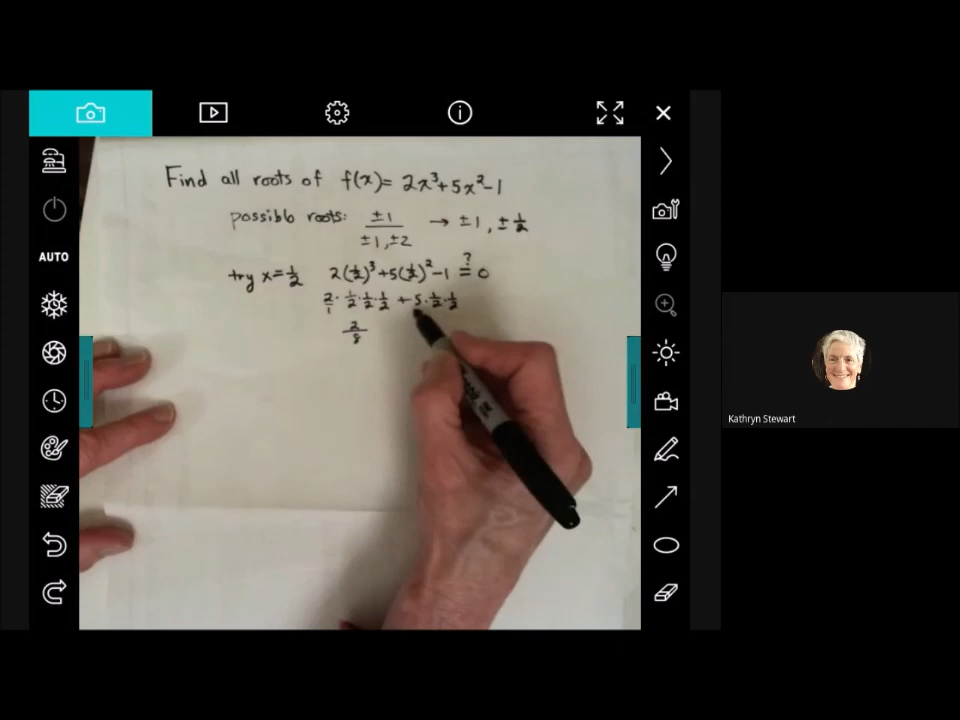 AUTO
Find all roots of f(x)= 2x³+5x²-1
possible roots: ±1/±1,±2 → ±1, ±1/2
try x=1/2 2(1/2)³+5(1/2)²-1 ?= 0
2/1 · 1/2 · 1/2 · 1/2 + 5 · 1/2 · 1/2
2/8
Kathryn Stewart